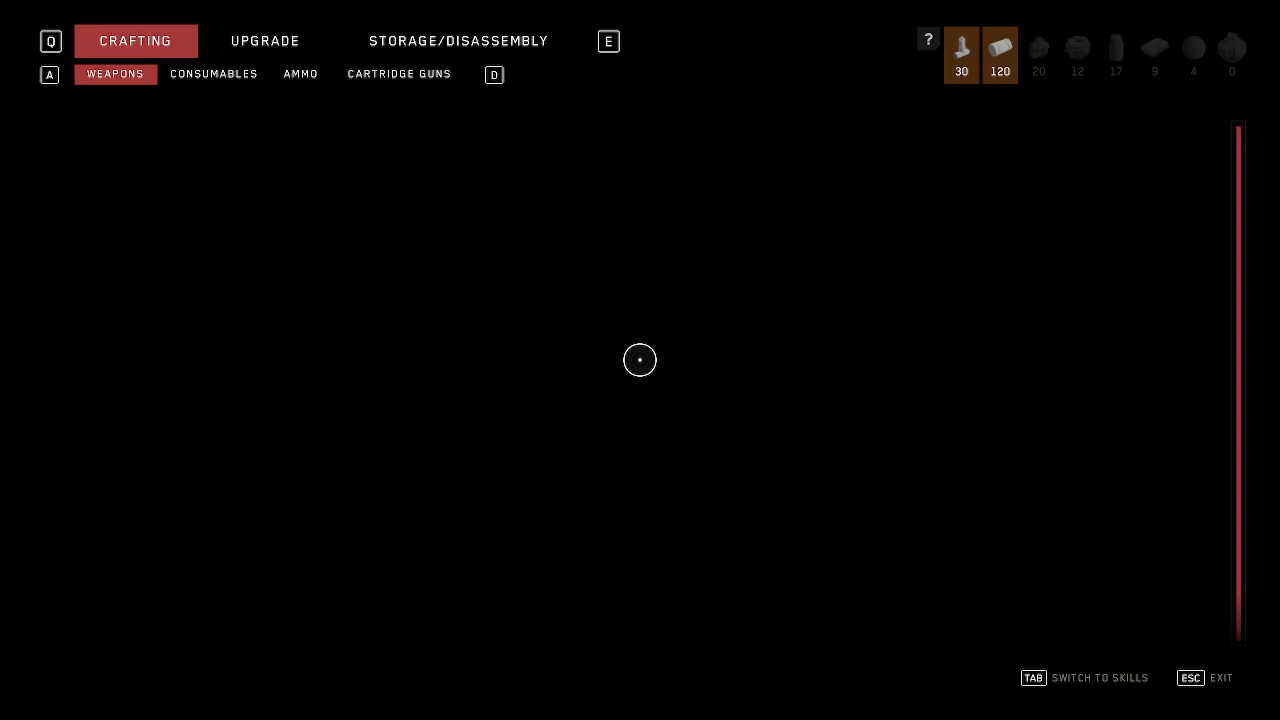 Q CRAFTING UPGRADE STORAGE/DISASSEMBLY E
A WEAPONS CONSUMABLES AMMO CARTRIDGE GUNS D
?
30 120 20 12 17 9 4 0
TAB SWITCH TO SKILLS ESC EXIT